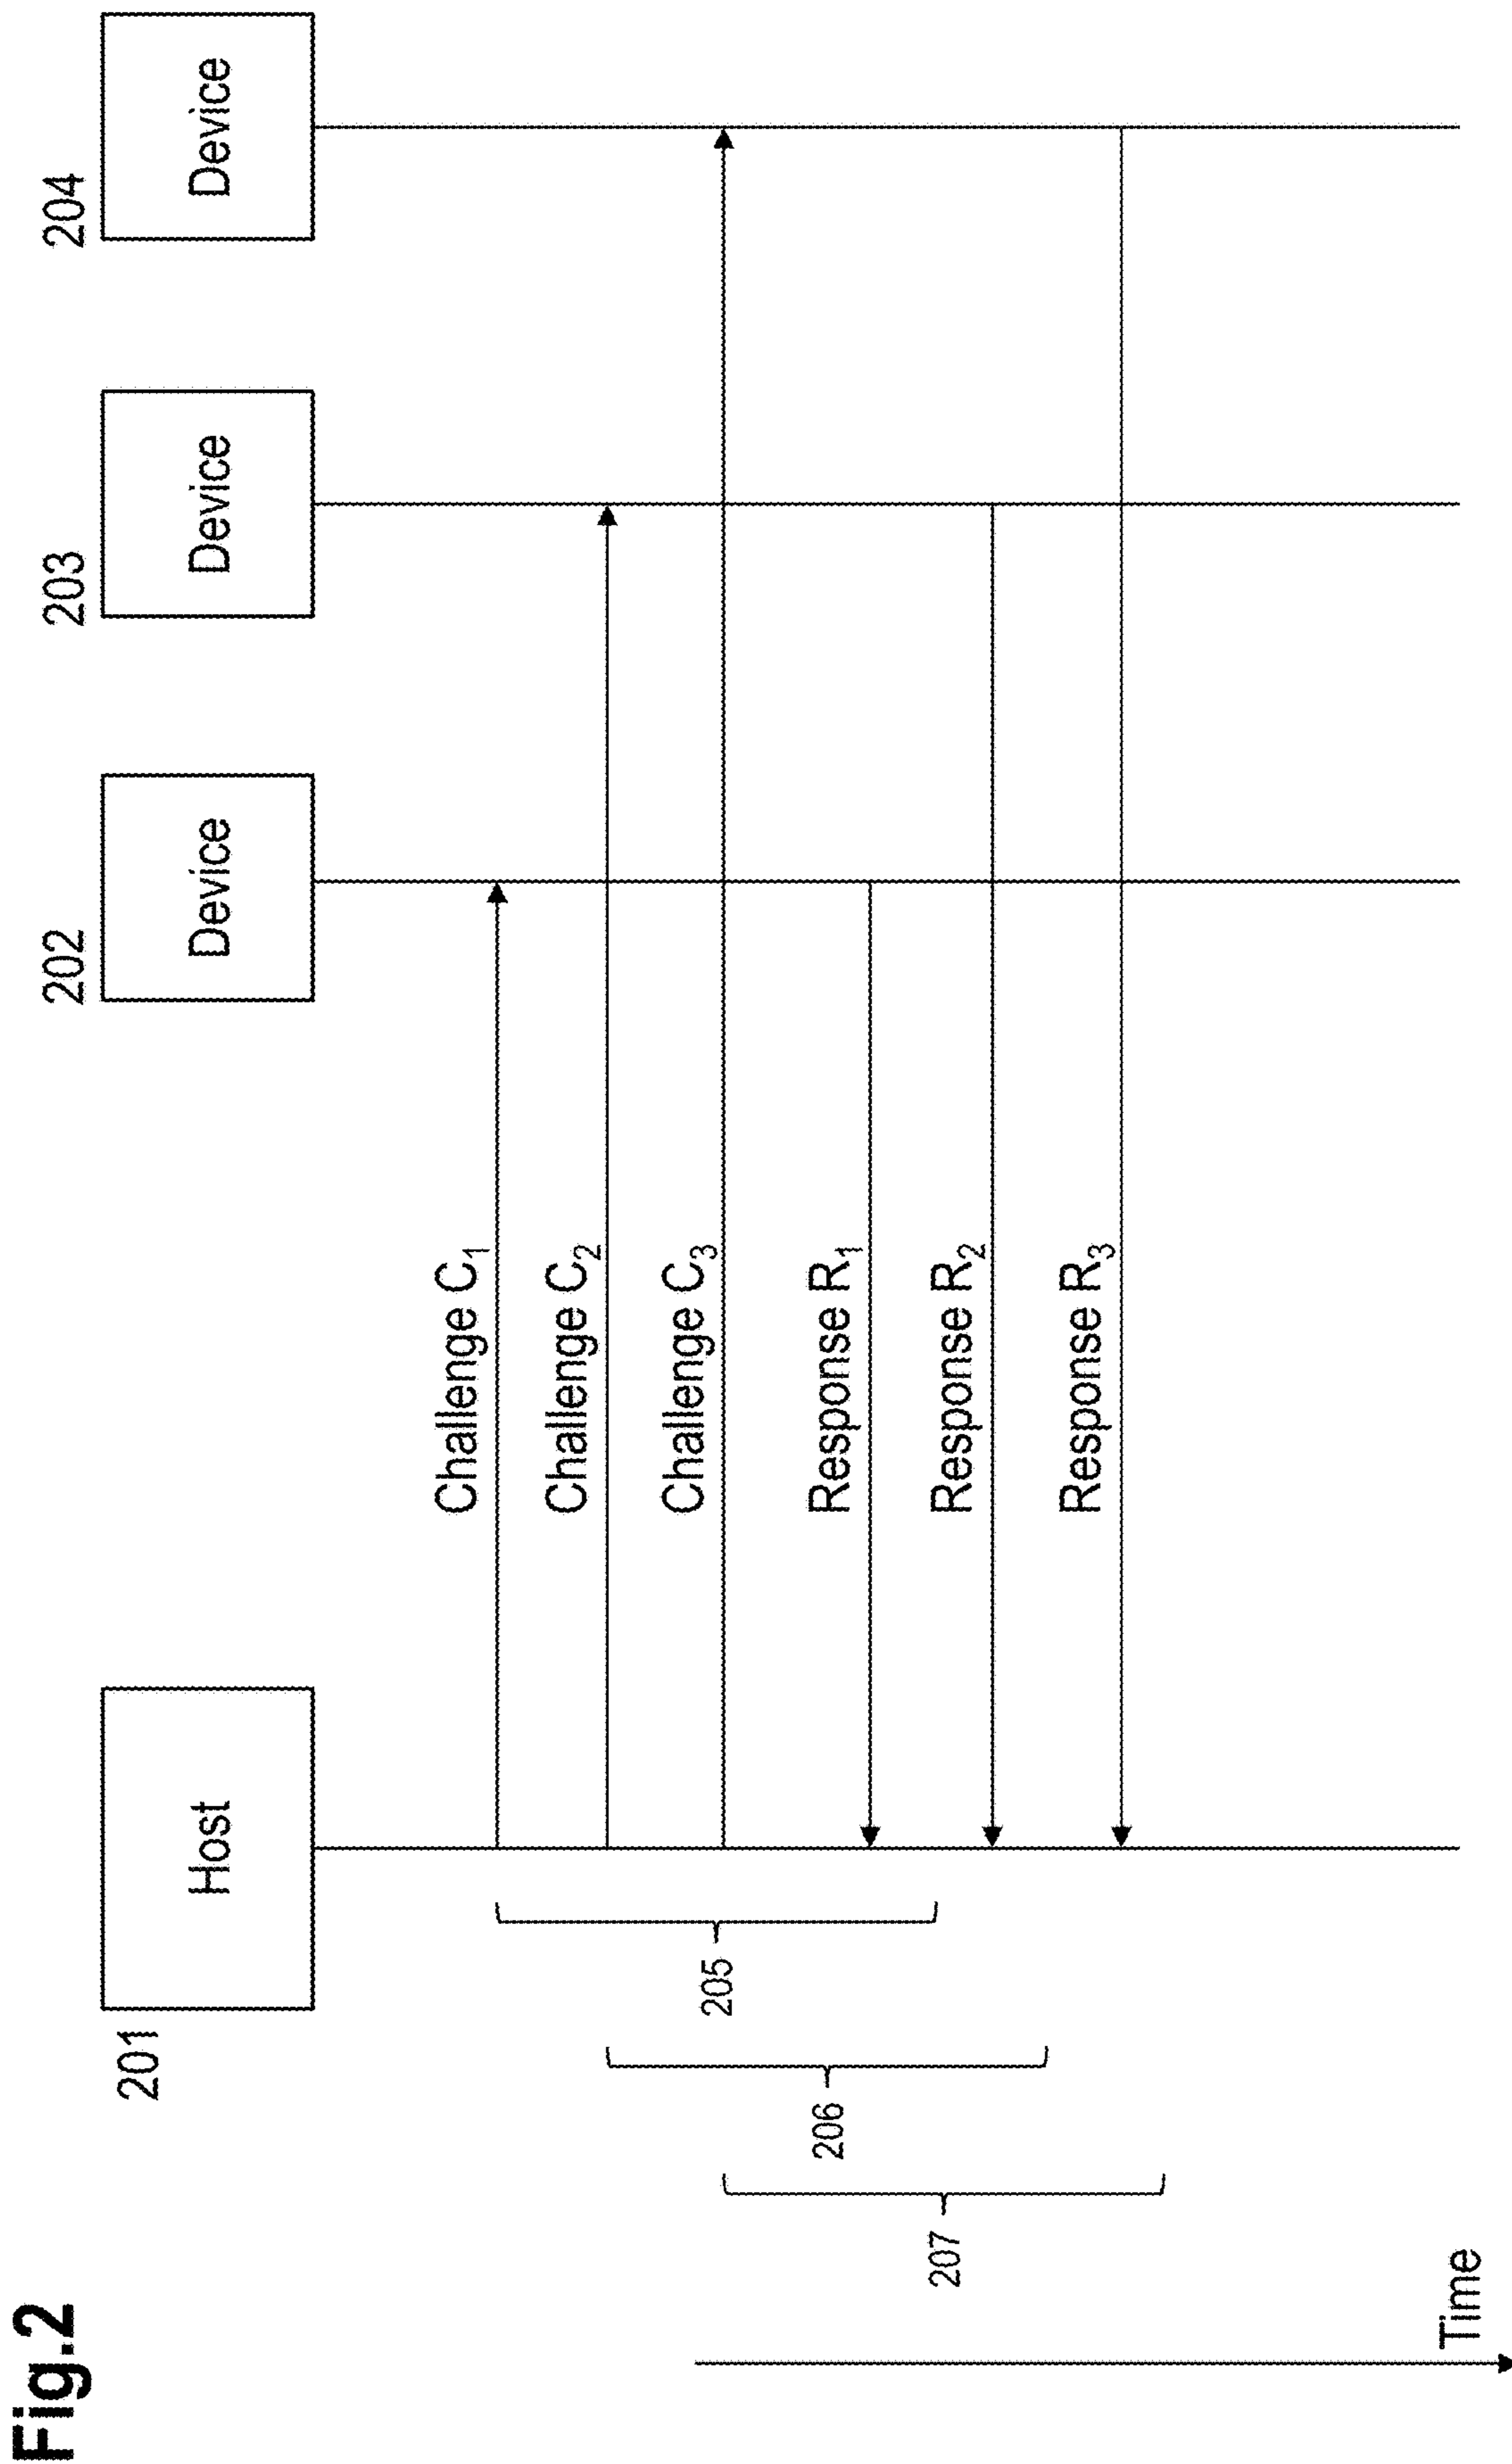 Fig.2
201
Host
202
Device
203
Device
204
Device
Challenge C₁
Challenge C₂
Challenge C₃
Response R₁
Response R₂
Response R₃
205
206
207
Time